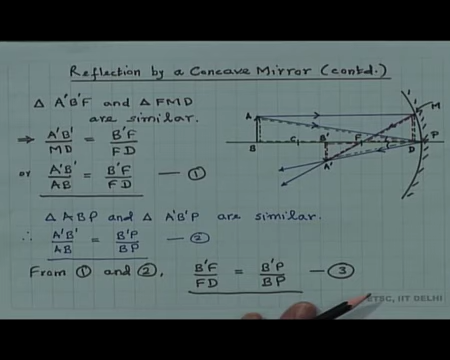 Reflection by a Concave Mirror (contd.)
△ A'B'F and △ FMD
are similar.
⇒ A'B'/MD = B'F/FD
or A'B'/AB = B'F/FD — ①
△ ABP and △ A'B'P are similar.
∴ A'B'/AB = B'P/BP — ②
From ① and ②, B'F/FD = B'P/BP — ③
A
M
B
C
B'
F
D
P
A'
ETSC, IIT DELHI